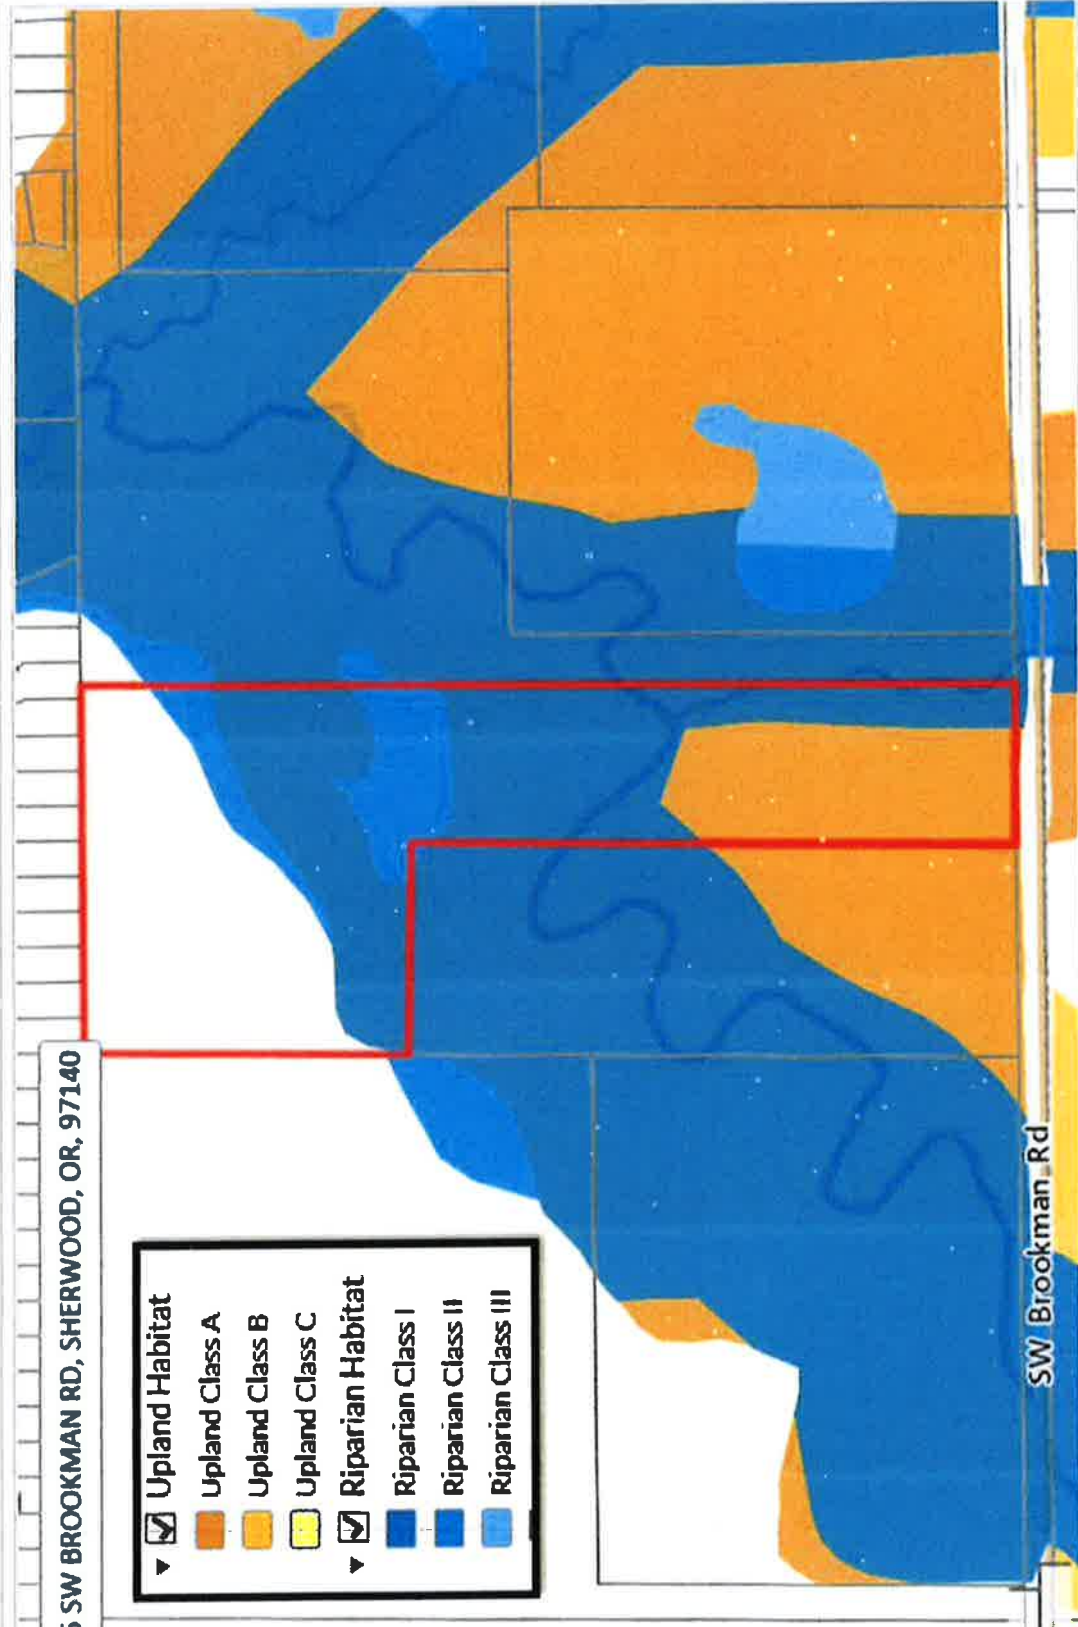 SW BROOKMAN RD, SHERWOOD, OR, 97140
Upland Habitat
Upland Class A
Upland Class B
Upland Class C
Riparian Habitat
Riparian Class I
Riparian Class II
Riparian Class III
SW Brookman Rd